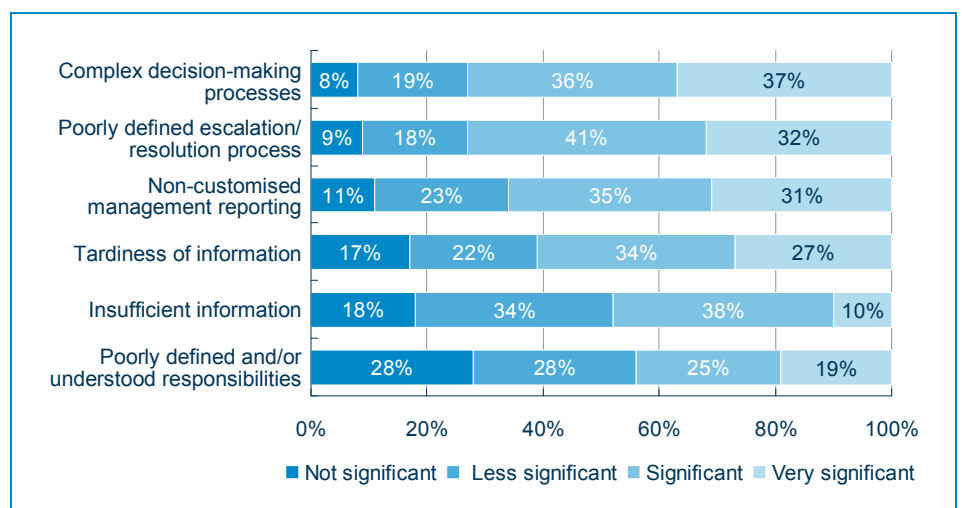 Complex decision-making
processes
8% 19% 36% 37%
Poorly defined escalation/
resolution process
9% 18% 41% 32%
Non-customised
management reporting
11% 23% 35% 31%
Tardiness of information
17% 22% 34% 27%
Insufficient information
18% 34% 38% 10%
Poorly defined and/or
understood responsibilities
28% 28% 25% 19%
0% 20% 40% 60% 80% 100%
Not significant Less significant Significant Very significant